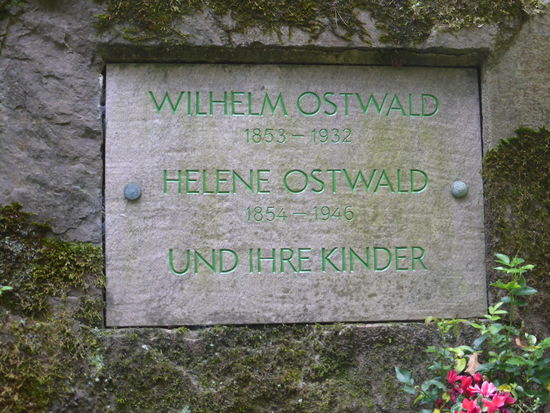 WILHELM OSTWALD
1853 – 1932
HELENE OSTWALD
1854 – 1946
UND IHRE KINDER